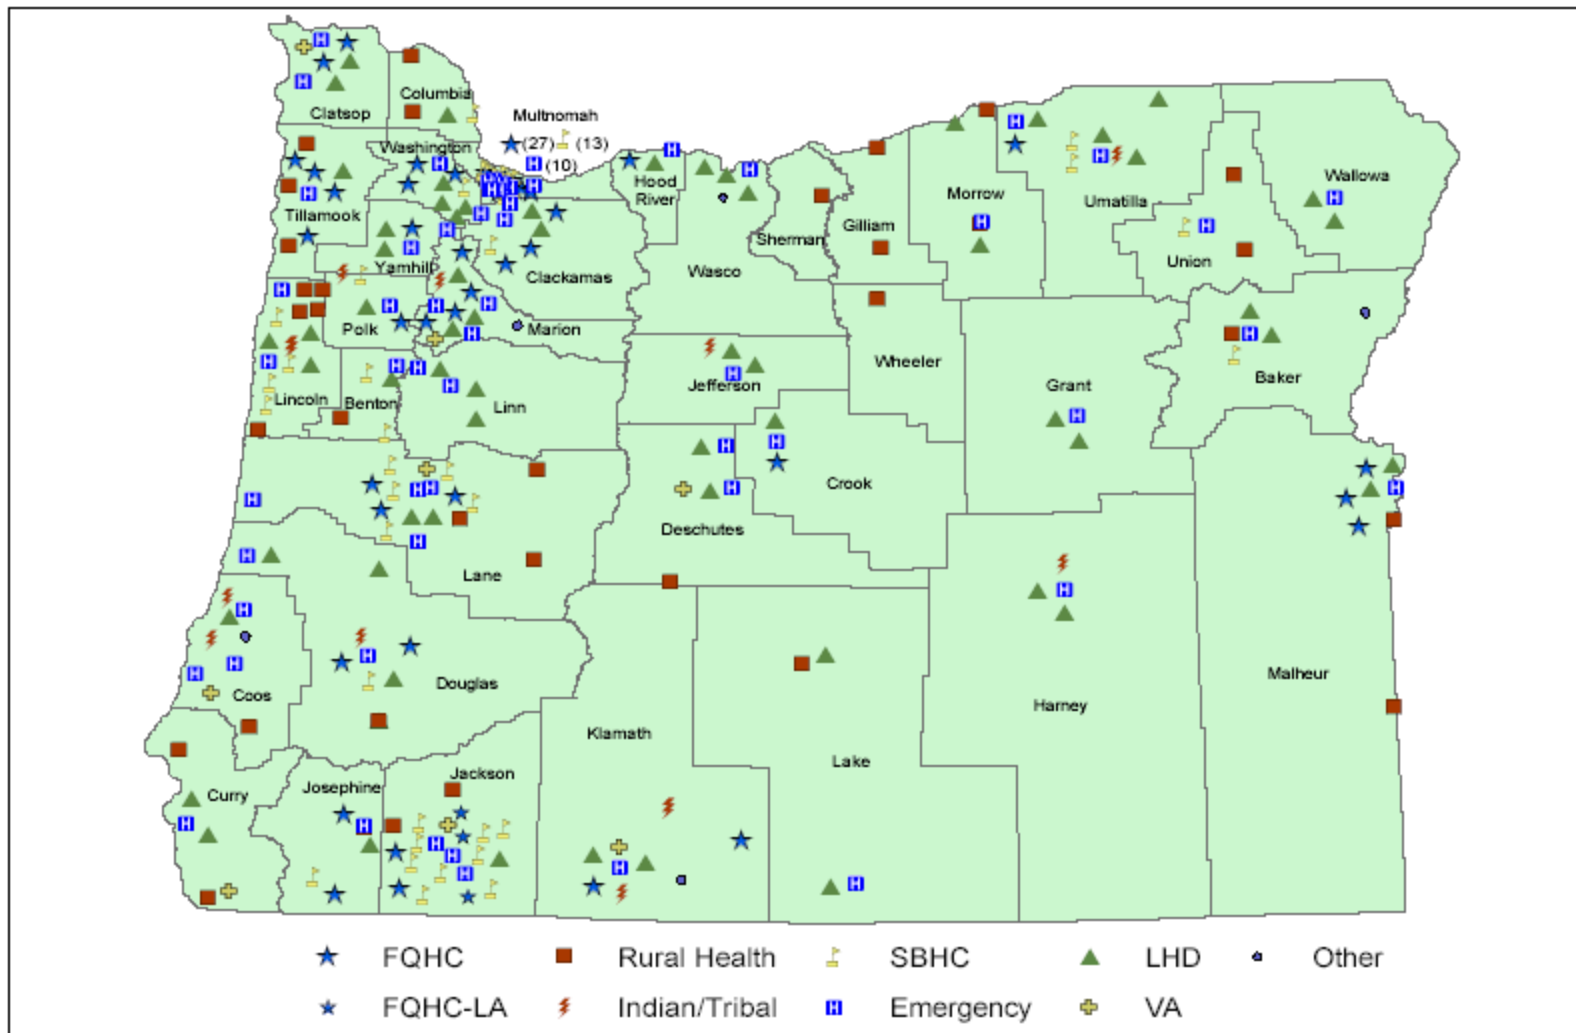 Clatsop
Columbia
Multnomah
(27) (13)
(10)
Washington
Tillamook
Hood
River
Yamhill
Clackamas
Wasco
Sherman
Gilliam
Morrow
Umatilla
Union
Wallowa
Polk
Marion
Lincoln
Benton
Linn
Jefferson
Wheeler
Grant
Baker
Crook
Deschutes
Lane
Coos
Douglas
Klamath
Lake
Harney
Malheur
Curry
Josephine
Jackson
FQHC Rural Health SBHC LHD Other
FQHC-LA Indian/Tribal Emergency VA